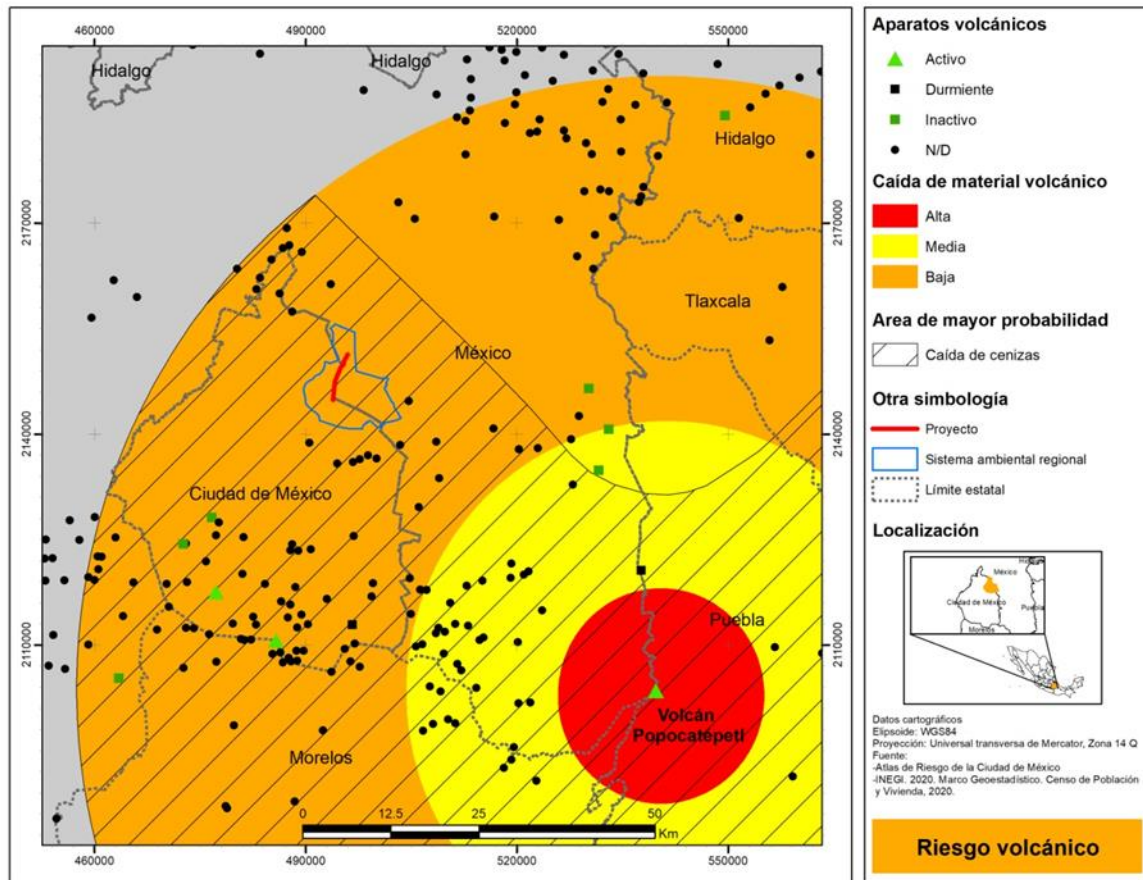 460000 490000 520000 550000
Hidalgo
Hidalgo
Hidalgo
2170000
2170000
Tlaxcala
México
2140000
2140000
Ciudad de México
Puebla
2110000
2110000
Volcán
Popocatépetl
Morelos
0 12.5 25 50
Km
460000 490000 520000 550000
Aparatos volcánicos
Activo
Durmiente
Inactivo
N/D
Caída de material volcánico
Alta
Media
Baja
Area de mayor probabilidad
Caída de cenizas
Otra simbología
Proyecto
Sistema ambiental regional
Límite estatal
Localización
México
Ciudad de México
Puebla
Morelos
Datos cartográficos
Elipsoide: WGS84
Proyección: Universal transversa de Mercator, Zona 14 Q
Fuente:
-Atlas de Riesgo de la Ciudad de México
-INEGI. 2020. Marco Geoestadístico. Censo de Población
y Vivienda, 2020.
Riesgo volcánico